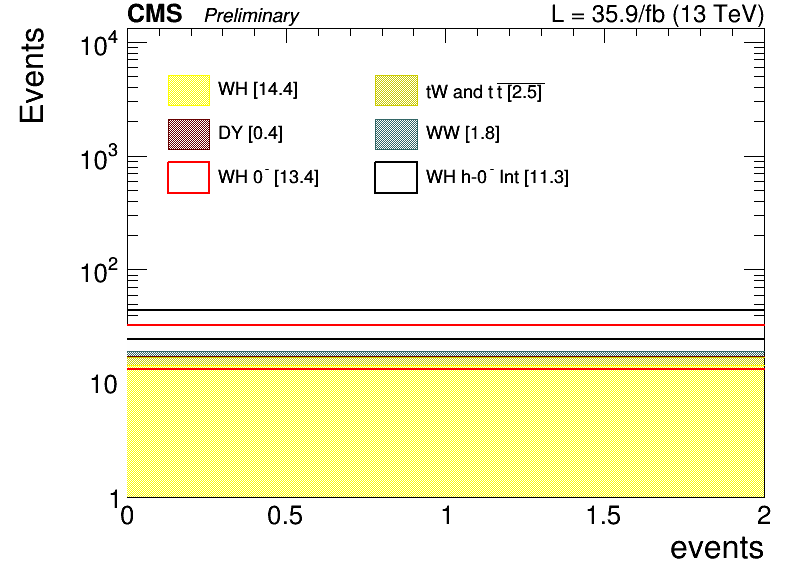 CMS Preliminary L = 35.9/fb (13 TeV)
Events
10⁴
10³
10²
10
1
WH [14.4]
tW and t t̅ [2.5]
DY [0.4]
WW [1.8]
WH 0⁻ [13.4]
WH h-0⁻ Int [11.3]
0 0.5 1 1.5 2
events